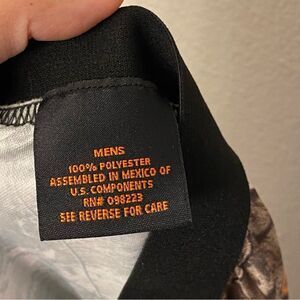 MENS
100% POLYESTER
ASSEMBLED IN MEXICO OF
U.S. COMPONENTS
RN# 098223
SEE REVERSE FOR CARE